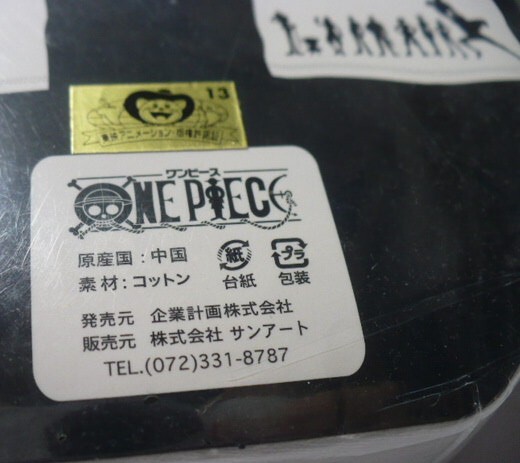 13
東映アニメーション・版権許諾証
ワンピース
ONE PIECE
原産国:中国
素材:コットン
紙
台紙
プラ
包装
発売元 企業計画株式会社
販売元 株式会社 サンアート
TEL.(072)331-8787